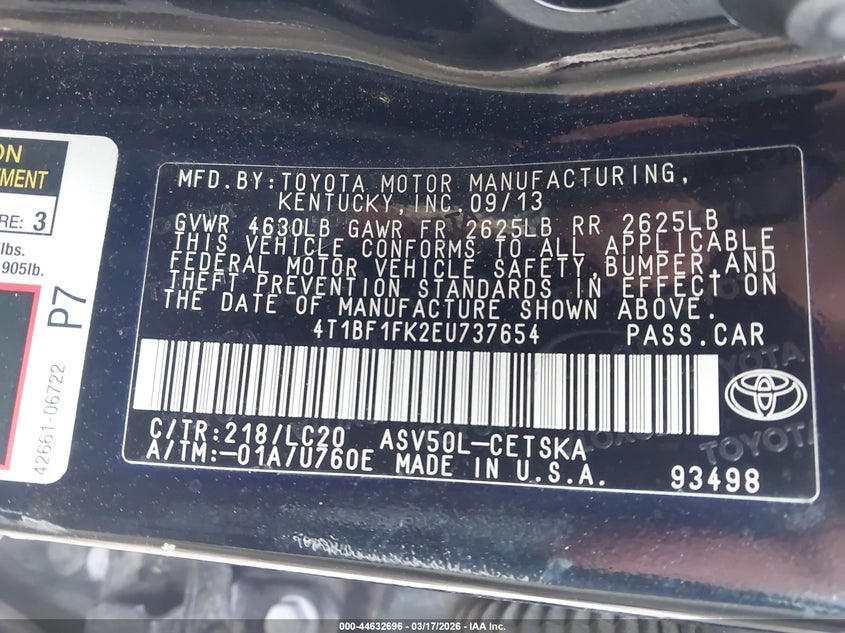 ON
TMENT
RE: 3
lbs.
905lb.
P7
42661-06722
MFD.BY:TOYOTA MOTOR MANUFACTURING,
KENTUCKY,INC.09/13
GVWR 4630LB GAWR FR 2625LB RR 2625LB
THIS VEHICLE CONFORMS TO ALL APPLICABLE
FEDERAL MOTOR VEHICLE SAFETY,BUMPER,AND
THEFT PREVENTION STANDARDS IN EFFECT ON
THE DATE OF MANUFACTURE SHOWN ABOVE.
4T1BF1FK2EU737654 PASS.CAR
C/TR:218/LC20 ASV50L-CETSKA
A/TM:-01A/U760E MADE IN U.S.A. 93498
TOYOTA
TOYOTA
000-44632696 - 03/17/2026 - IAA Inc.